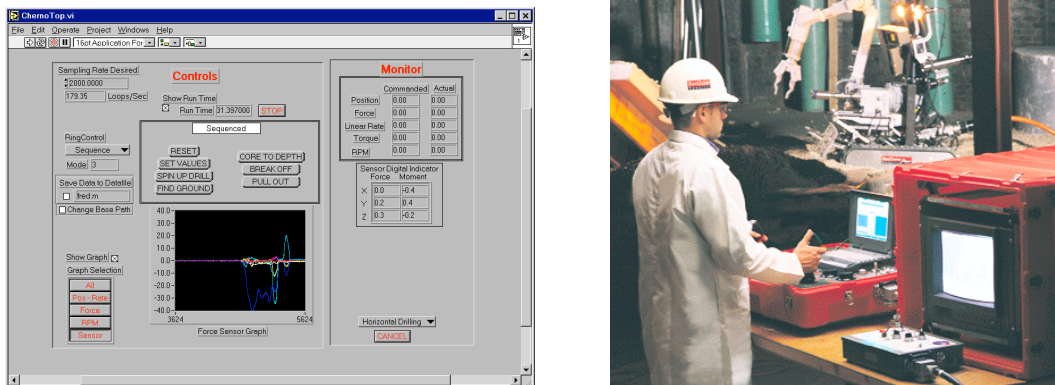 ChernoTop.vi
File Edit Operate Project Windows Help
16pt Application For
Sampling Rate Desired
2000.0000
179.35 Loops/Sec
Controls
Show Run Time
Run Time 31.397000 STOP
RingControl
Sequence
Mode 3
Save Data to Datafile
fred.m
Change Base Path
Sequenced
RESET
SET VALUES
SPIN UP DRILL
FIND GROUND
CORE TO DEPTH
BREAK OFF
PULL OUT
Show Graph
Graph Selection
All
Pos - Rate
Force
RPM
Sensor
40.0
30.0
20.0
10.0
0.0
-10.0
-20.0
-30.0
-40.0
3624 5624
Force Sensor Graph
Monitor
Commanded Actual
Position 0.00 0.00
Force 0.00 0.00
Linear Rate 0.00 0.00
Torque 0.00 0.00
RPM 0.00 0.00
Sensor Digital Indicator
Force Moment
X 0.0 -0.4
Y 0.2 0.4
Z 0.3 -0.2
Horizontal Drilling
CANCEL